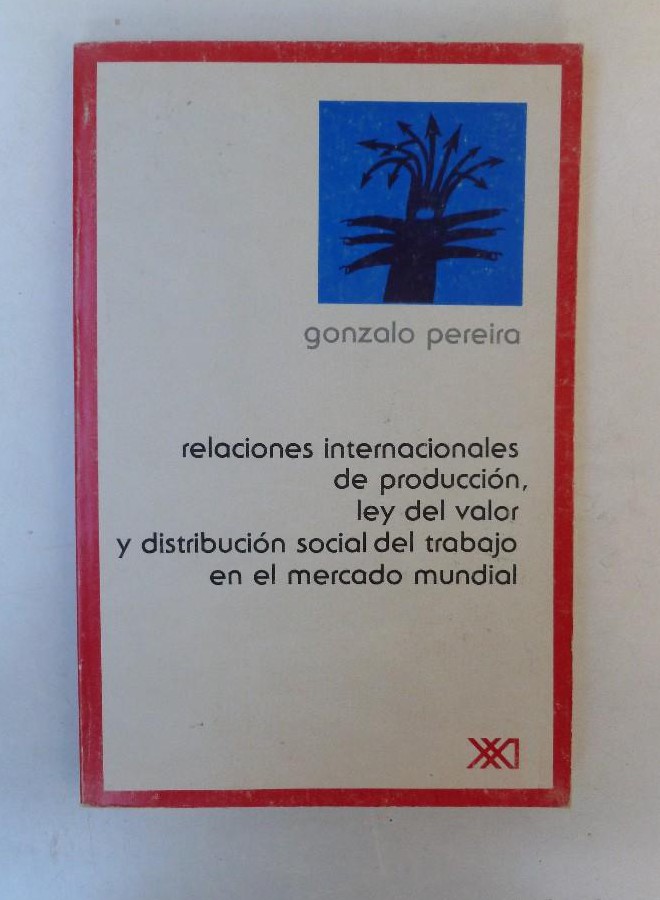 gonzalo pereira
relaciones internacionales
de producción,
ley del valor
y distribución social del trabajo
en el mercado mundial
XXI